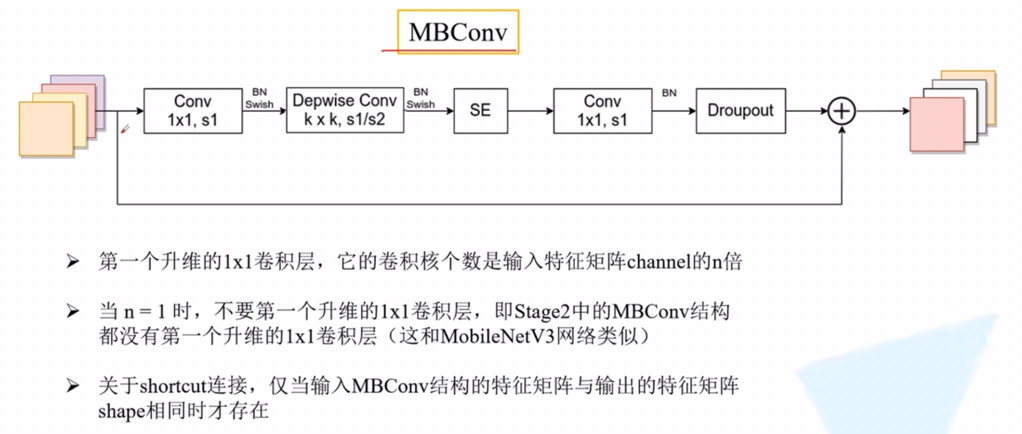 MBConv
Conv
1x1, s1
BN
Swish
Depwise Conv
k x k, s1/s2
BN
Swish
SE
Conv
1x1, s1
BN
Droupout
第一个升维的1x1卷积层，它的卷积核个数是输入特征矩阵channel的n倍
当 n = 1 时，不要第一个升维的1x1卷积层，即Stage2中的MBConv结构
都没有第一个升维的1x1卷积层（这和MobileNetV3网络类似）
关于shortcut连接，仅当输入MBConv结构的特征矩阵与输出的特征矩阵
shape相同时才存在